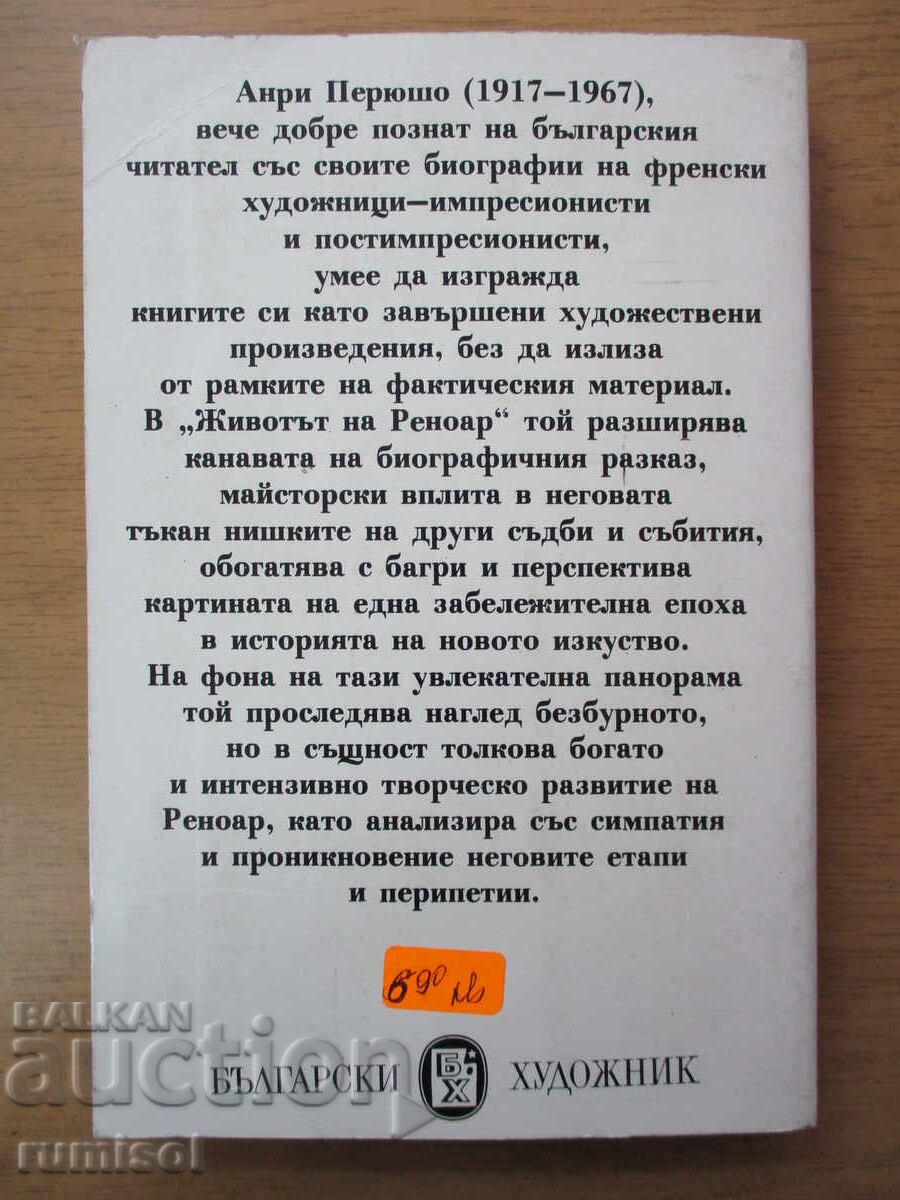 Анри Перюшо (1917—1967),
вече добре познат на българския
читател със своите биографии на френски
художници—импресионисти
и постимпресионисти,
умее да изгражда
книгите си като завършени художествени
произведения, без да излиза
от рамките на фактическия материал.
В „Животът на Реноар“ той разширява
канавата на биографичния разказ,
майсторски вплита в неговата
тъкан нишките на други съдби и събития,
обогатява с багри и перспектива
картината на една забележителна епоха
в историята на новото изкуство.
На фона на тази увлекателна панорама
той проследява наглед безбурното,
но в същност толкова богато
и интензивно творческо развитие на
Реноар, като анализира със симпатия
и проникновение неговите етапи
и перипетии.
6 90 лв
BALKAN
auction
БЪЛГАРСКИ Б.Х ХУДОЖНИК
rumisol